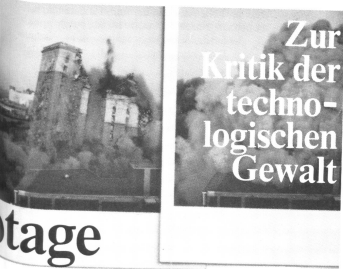 Zur
Kritik der
techno-
logischen
Gewalt
otage